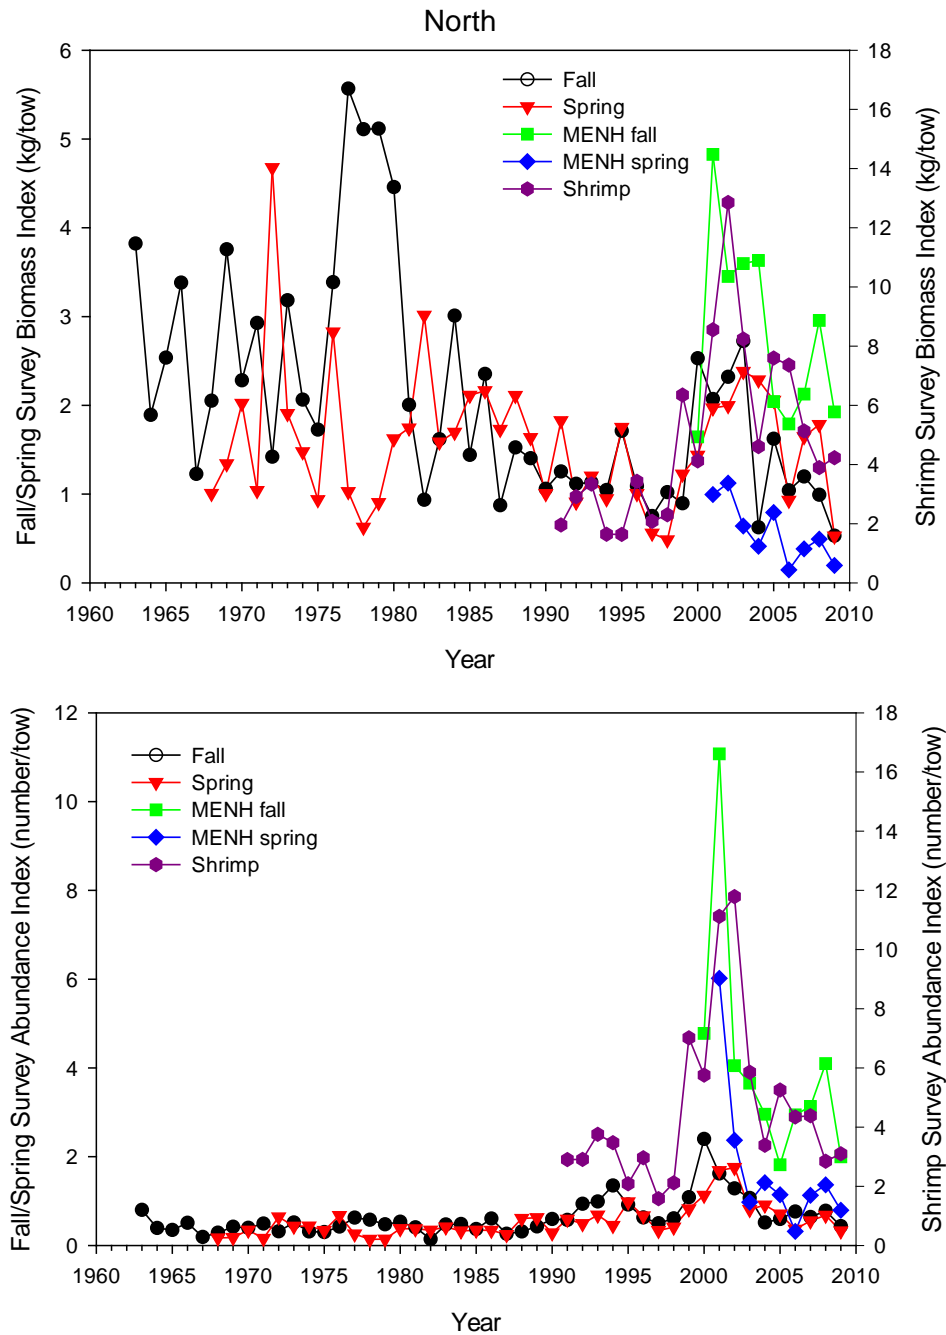 North
Fall/Spring Survey Biomass Index (kg/tow)
6
5
4
3
2
1
0
Fall
Spring
MENH fall
MENH spring
Shrimp
18
16
14
12
10
8
6
4
2
0
Shrimp Survey Biomass Index (kg/tow)
1960 1965 1970 1975 1980 1985 1990 1995 2000 2005 2010
Year
Fall/Spring Survey Abundance Index (number/tow)
12
10
8
6
4
2
0
Fall
Spring
MENH fall
MENH spring
Shrimp
18
16
14
12
10
8
6
4
2
0
Shrimp Survey Abundance Index (number/tow)
1960 1965 1970 1975 1980 1985 1990 1995 2000 2005 2010
Year